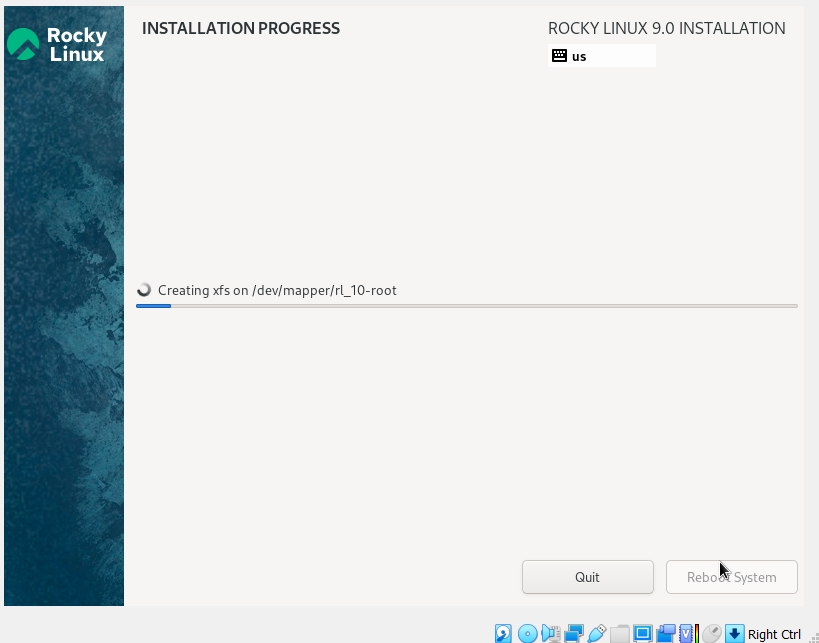 Rocky
Linux
INSTALLATION PROGRESS
ROCKY LINUX 9.0 INSTALLATION
us
Creating xfs on /dev/mapper/rl_10-root
Quit
Reboot System
V
Right Ctrl